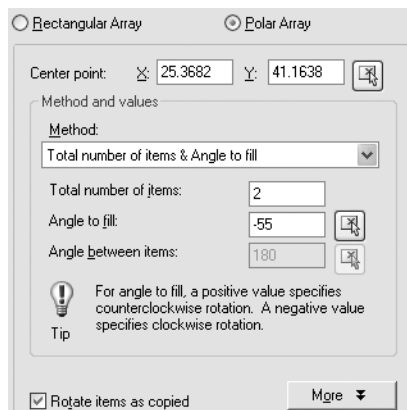 Rectangular Array Polar Array
Center point: X: 25.3682 Y: 41.1638
Method and values
Method:
Total number of items & Angle to fill
Total number of items: 2
Angle to fill: -55
Angle between items: 180
For angle to fill, a positive value specifies
counterclockwise rotation. A negative value
specifies clockwise rotation.
Tip
Rotate items as copied More